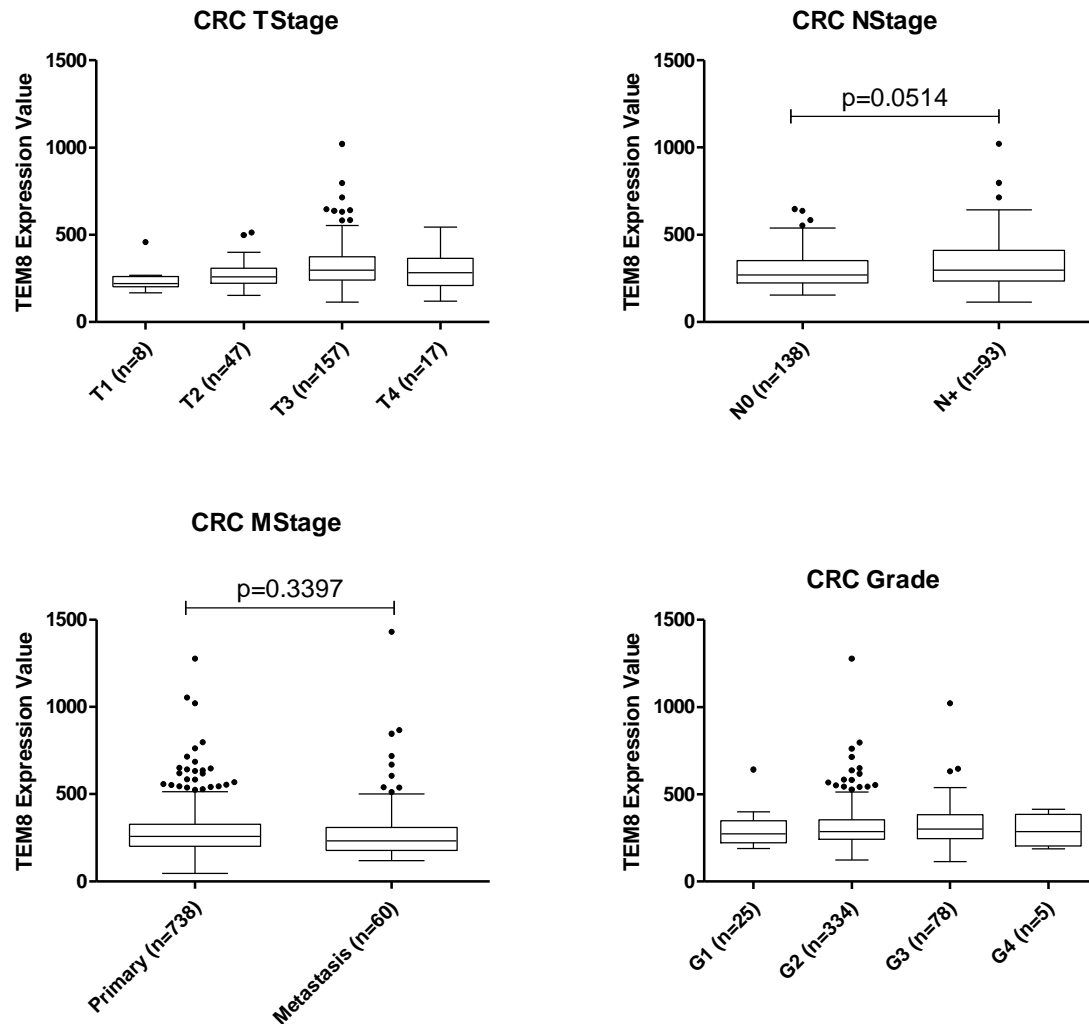 CRC TStage
TEM8 Expression Value
1500
1000
500
0
T1 (n=8)
T2 (n=47)
T3 (n=157)
T4 (n=17)
CRC NStage
p=0.0514
TEM8 Expression Value
1500
1000
500
0
N0 (n=138)
N+ (n=93)
CRC MStage
p=0.3397
TEM8 Expression Value
1500
1000
500
0
Primary (n=738)
Metastasis (n=60)
CRC Grade
TEM8 Expression Value
1500
1000
500
0
G1 (n=25)
G2 (n=334)
G3 (n=78)
G4 (n=5)